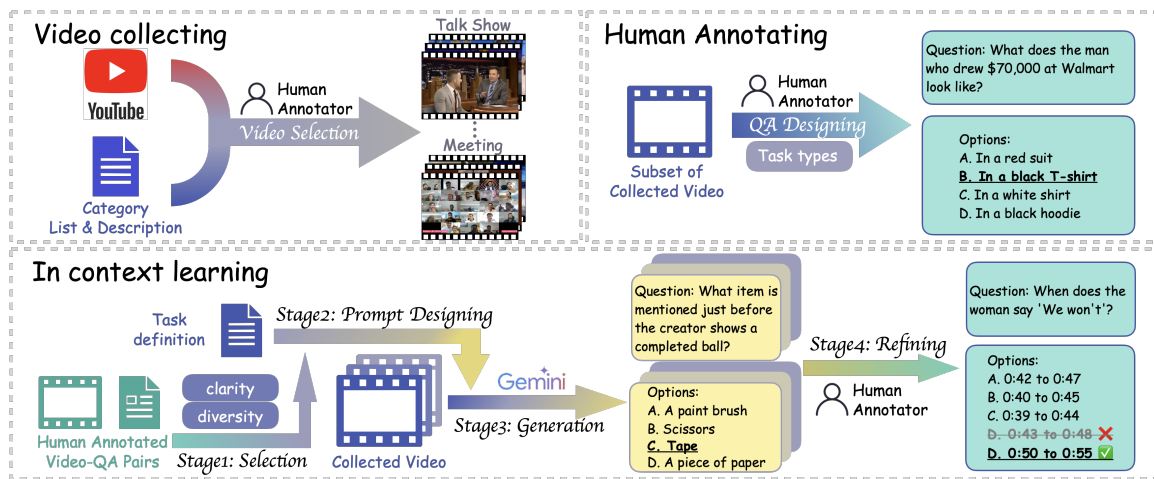 Video collecting
YouTube
Category
List & Description
Human
Annotator
Video Selection
Talk Show
Meeting
Human Annotating
Subset of
Collected Video
Human
Annotator
QA Designing
Task types
Question: What does the man
who drew $70,000 at Walmart
look like?
Options:
A. In a red suit
B. In a black T-shirt
C. In a white shirt
D. In a black hoodie
In context learning
Task
definition
Stage2: Prompt Designing
clarity
diversity
Human Annotated
Video-QA Pairs
Stage1: Selection
Collected Video
Gemini
Stage3: Generation
Question: What item is
mentioned just before
the creator shows a
completed ball?
Options:
A. A paint brush
B. Scissors
C. Tape
D. A piece of paper
Stage4: Refining
Human
Annotator
Question: When does the
woman say 'We won't'?
Options:
A. 0:42 to 0:47
B. 0:40 to 0:45
C. 0:39 to 0:44
D. 0:43 to 0:48
D. 0:50 to 0:55